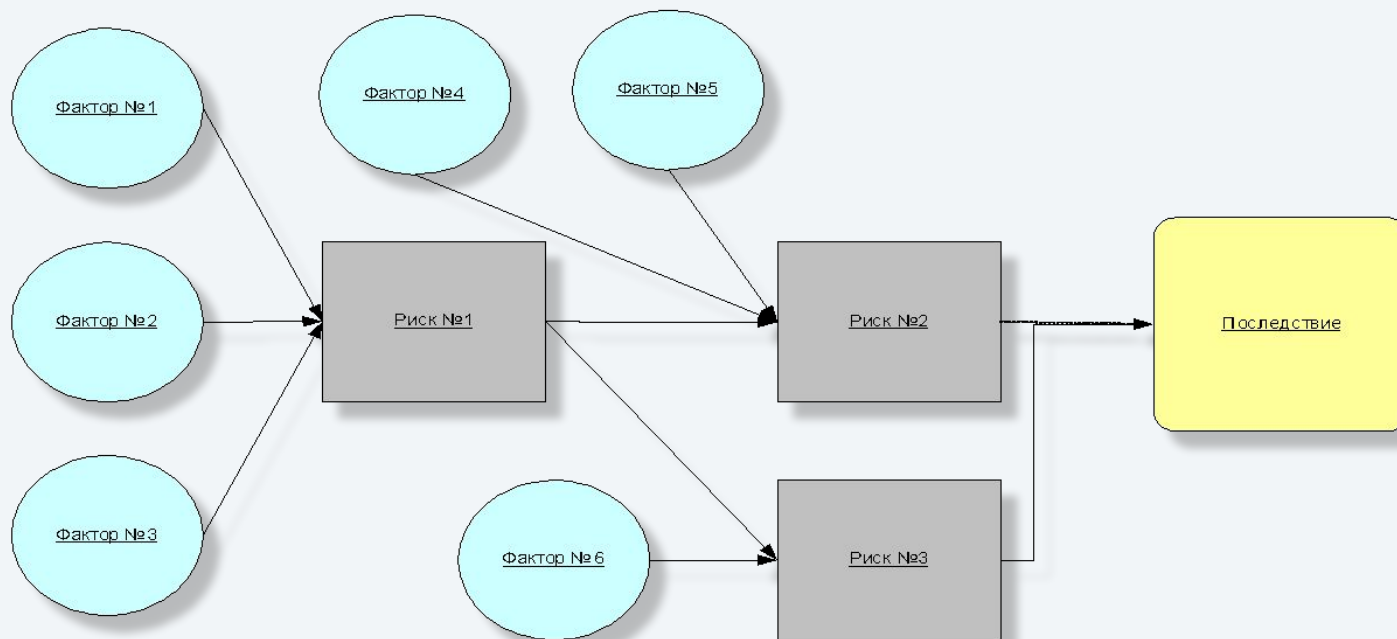 Фактор №1
Фактор №4
Фактор №5
Фактор №2
Риск №1
Риск №2
Последствие
Фактор №3
Фактор №6
Риск №3